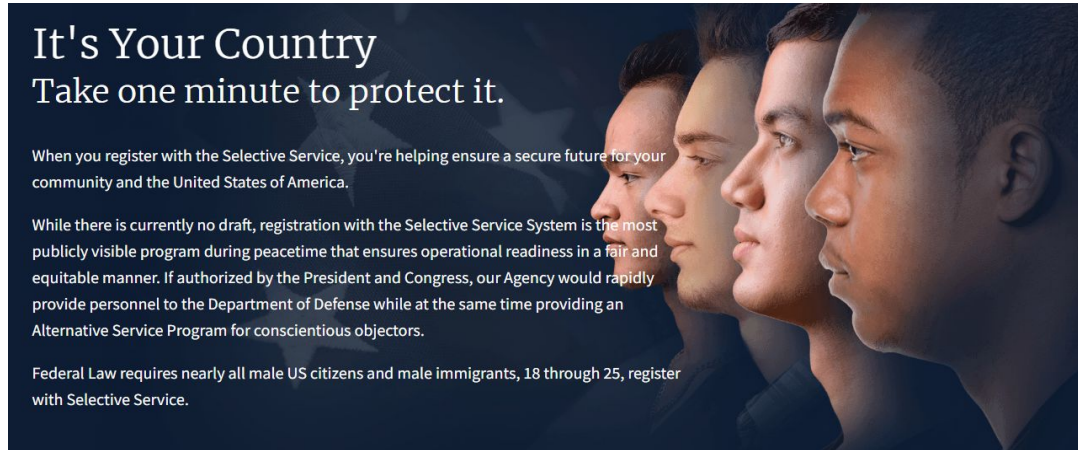 It's Your Country
Take one minute to protect it.
When you register with the Selective Service, you're helping ensure a secure future for your
community and the United States of America.
While there is currently no draft, registration with the Selective Service System is the most
publicly visible program during peacetime that ensures operational readiness in a fair and
equitable manner. If authorized by the President and Congress, our Agency would rapidly
provide personnel to the Department of Defense while at the same time providing an
Alternative Service Program for conscientious objectors.
Federal Law requires nearly all male US citizens and male immigrants, 18 through 25, register
with Selective Service.